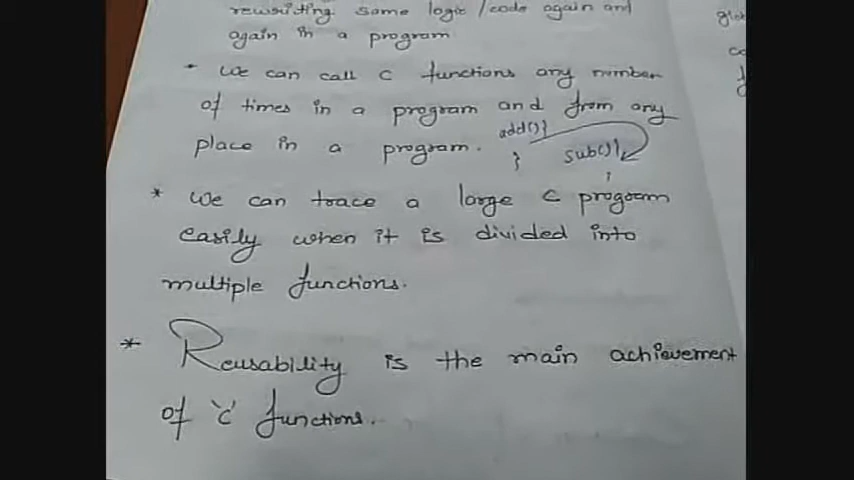 rewriting same logic /code again and
again in a program
* We can call C functions any number
of times in a program and from any
place in a program.
add(){
}
sub(){
}
* We can trace a large C program
easily when it is divided into
multiple functions.
* Reusability is the main achievement
of 'C' functions.